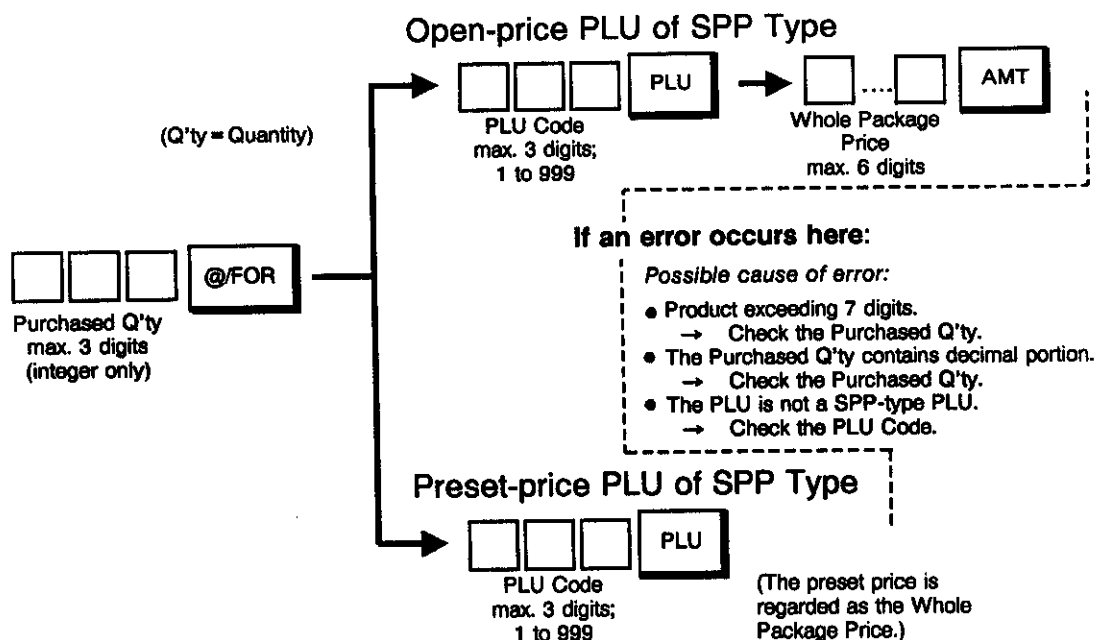 Open-price PLU of SPP Type
PLU
AMT
(Q'ty = Quantity)
PLU Code
max. 3 digits;
1 to 999
.....
Whole Package
Price
max. 6 digits
If an error occurs here:
@/FOR
Possible cause of error:
Purchased Q'ty
max. 3 digits
(integer only)
● Product exceeding 7 digits.
→ Check the Purchased Q'ty.
● The Purchased Q'ty contains decimal portion.
→ Check the Purchased Q'ty.
● The PLU is not a SPP-type PLU.
→ Check the PLU Code.
Preset-price PLU of SPP Type
PLU
PLU Code
max. 3 digits;
1 to 999
(The preset price is
regarded as the Whole
Package Price.)